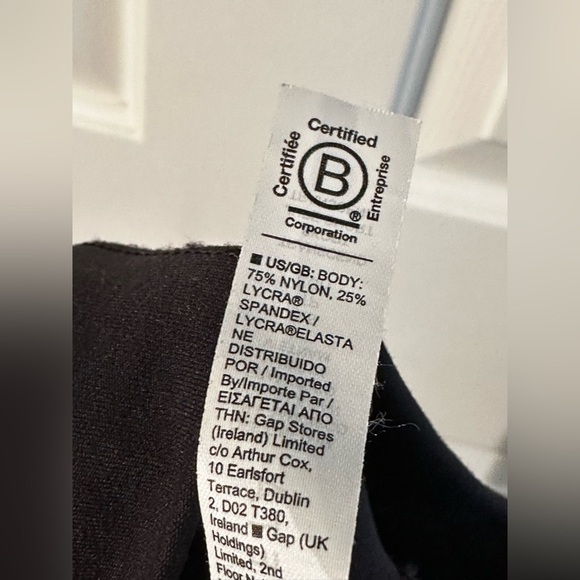 Certified
Certifiée
B
®
Entreprise
Corporation
■ US/GB: BODY:
75% NYLON, 25%
LYCRA®
SPANDEX /
LYCRA®ELASTA
NE
DISTRIBUIDO
POR / Imported
By/Importe Par /
ΕΙΣΑΓΕΤΑΙ ΑΠΟ
ΤΗΝ: Gap Stores
(Ireland) Limited
c/o Arthur Cox,
10 Earlsfort
Terrace, Dublin
2, D02 T380,
Ireland ■ Gap (UK
Holdings)
Limited, 2nd
Floor